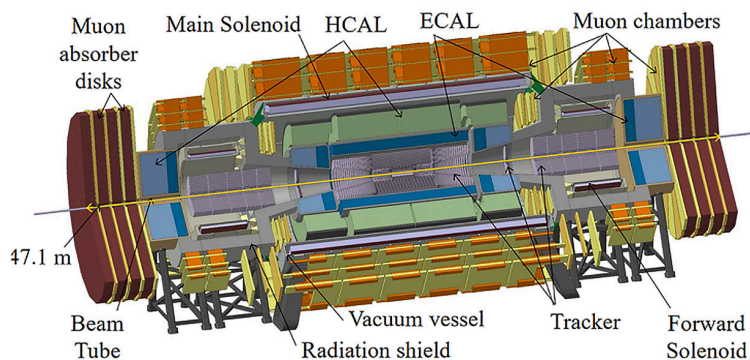 Muon
absorber
disks
Main Solenoid
HCAL
ECAL
Muon chambers
47.1 m
Beam
Tube
Radiation shield
Vacuum vessel
Tracker
Forward
Solenoid